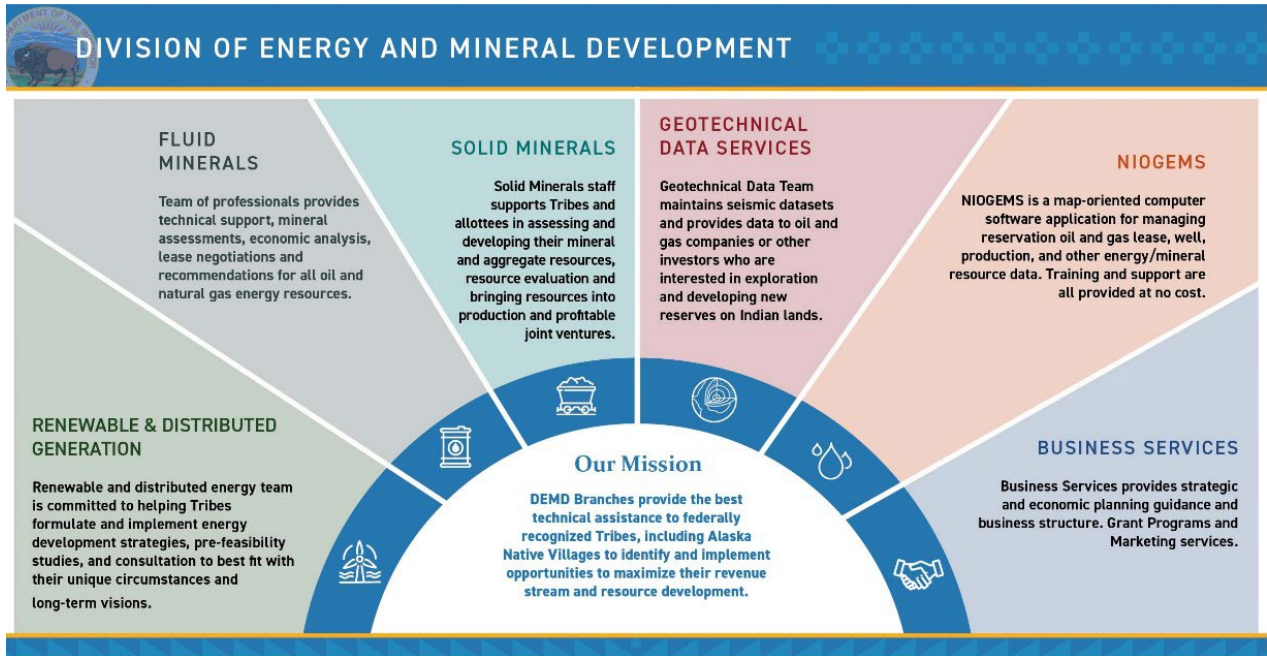 DEPARTMENT OF THE INTERIOR
DIVISION OF ENERGY AND MINERAL DEVELOPMENT
RENEWABLE & DISTRIBUTED
GENERATION
Renewable and distributed energy team
is committed to helping Tribes
formulate and implement energy
development strategies, pre-feasibility
studies, and consultation to best fit with
their unique circumstances and
long-term visions.
FLUID
MINERALS
Team of professionals provides
technical support, mineral
assessments, economic analysis,
lease negotiations and
recommendations for all oil and
natural gas energy resources.
SOLID MINERALS
Solid Minerals staff
supports Tribes and
allottees in assessing and
developing their mineral
and aggregate resources,
resource evaluation and
bringing resources into
production and profitable
joint ventures.
GEOTECHNICAL
DATA SERVICES
Geotechnical Data Team
maintains seismic datasets
and provides data to oil and
gas companies or other
investors who are
interested in exploration
and developing new
reserves on Indian lands.
NIOGEMS
NIOGEMS is a map-oriented computer
software application for managing
reservation oil and gas lease, well,
production, and other energy/mineral
resource data. Training and support are
all provided at no cost.
BUSINESS SERVICES
Business Services provides strategic
and economic planning guidance and
business structure. Grant Programs and
Marketing services.
Our Mission
DEMD Branches provide the best
technical assistance to federally
recognized Tribes, including Alaska
Native Villages to identify and implement
opportunities to maximize their revenue
stream and resource development.